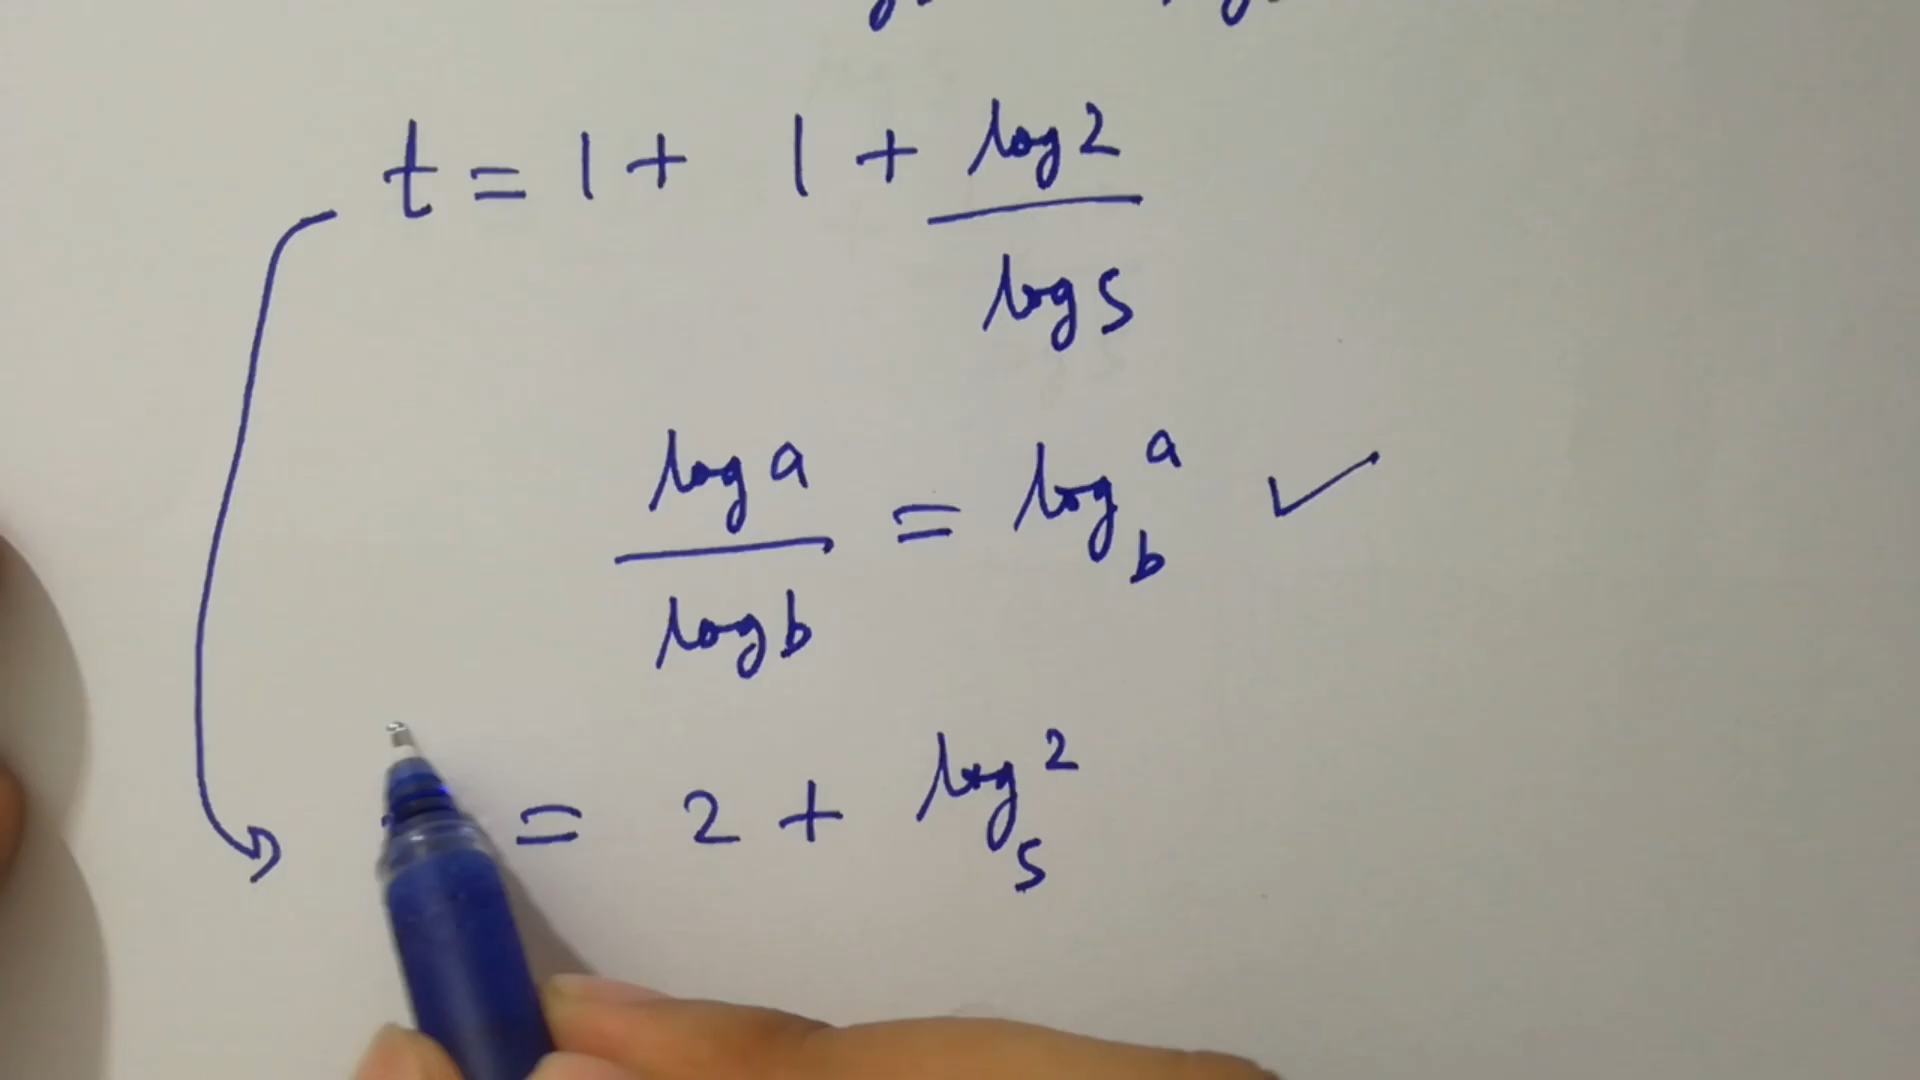 t = 1 + 1 + log 2 / log 5
log a / log b = log_b^a ✓
= 2 + log_5^2